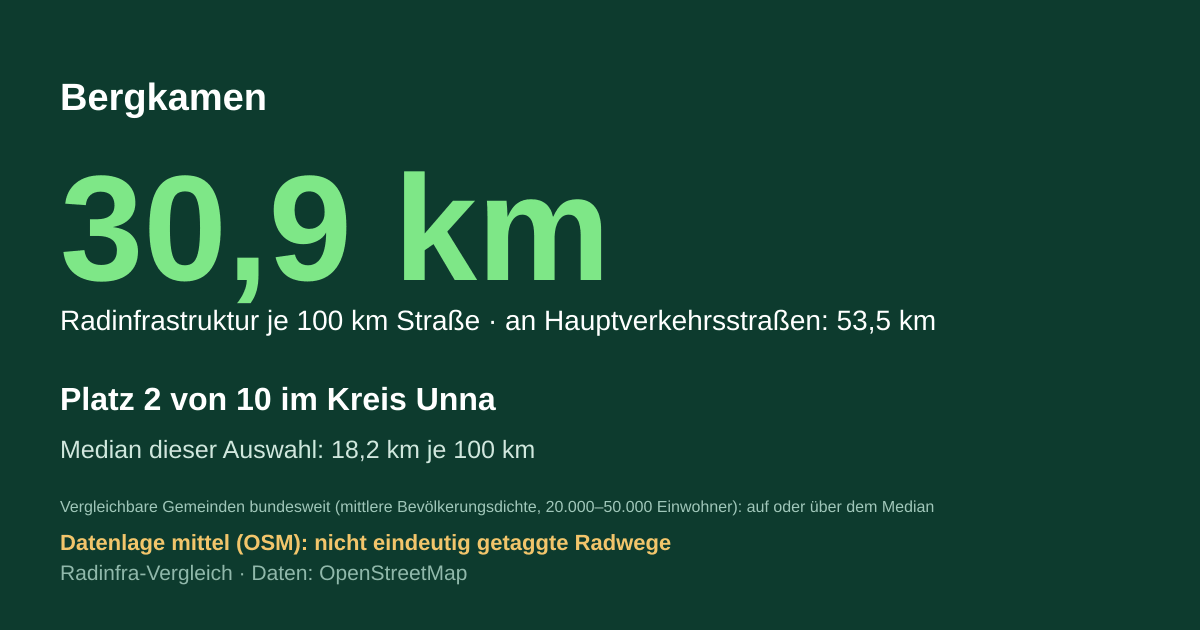 Bergkamen
30,9 km
Radinfrastruktur je 100 km Straße · an Hauptverkehrsstraßen: 53,5 km
Platz 2 von 10 im Kreis Unna
Median dieser Auswahl: 18,2 km je 100 km
Vergleichbare Gemeinden bundesweit (mittlere Bevölkerungsdichte, 20.000–50.000 Einwohner): auf oder über dem Median
Datenlage mittel (OSM): nicht eindeutig getaggte Radwege
Radinfra-Vergleich · Daten: OpenStreetMap